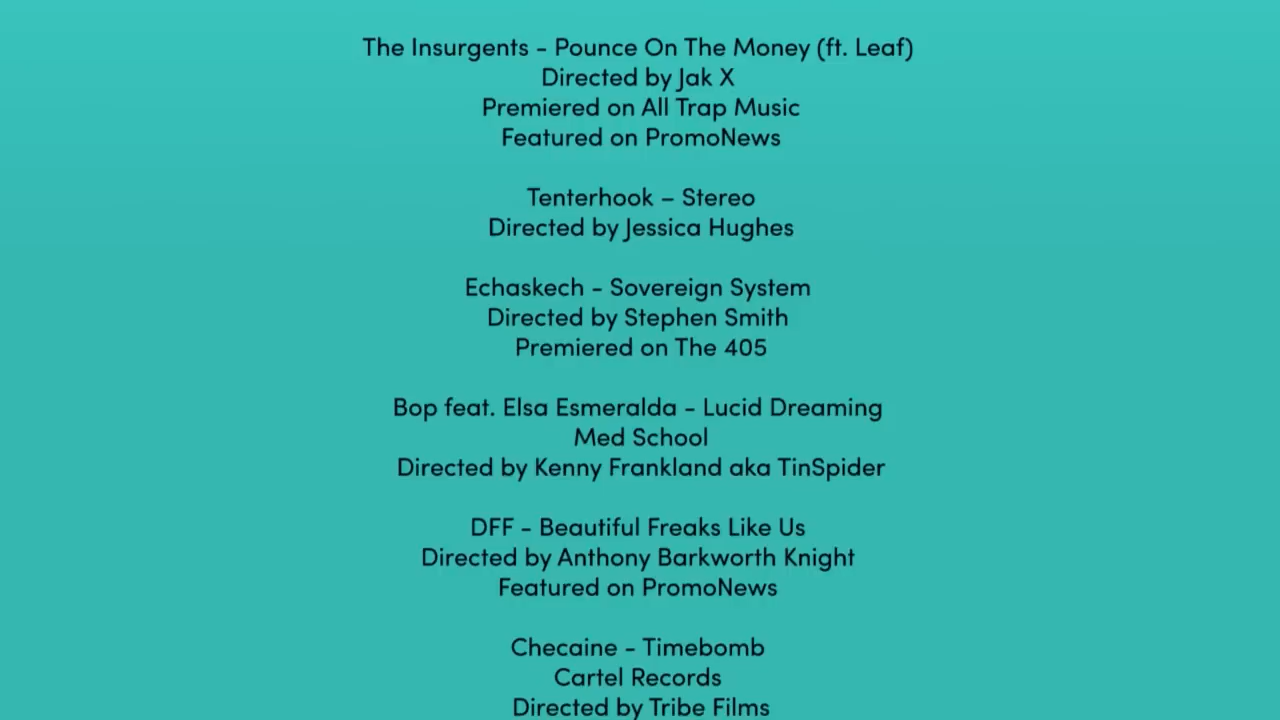 The Insurgents - Pounce On The Money (ft. Leaf)
Directed by Jak X
Premiered on All Trap Music
Featured on PromoNews
Tenterhook – Stereo
Directed by Jessica Hughes
Echaskech - Sovereign System
Directed by Stephen Smith
Premiered on The 405
Bop feat. Elsa Esmeralda - Lucid Dreaming
Med School
Directed by Kenny Frankland aka TinSpider
DFF - Beautiful Freaks Like Us
Directed by Anthony Barkworth Knight
Featured on PromoNews
Checaine - Timebomb
Cartel Records
Directed by Tribe Films